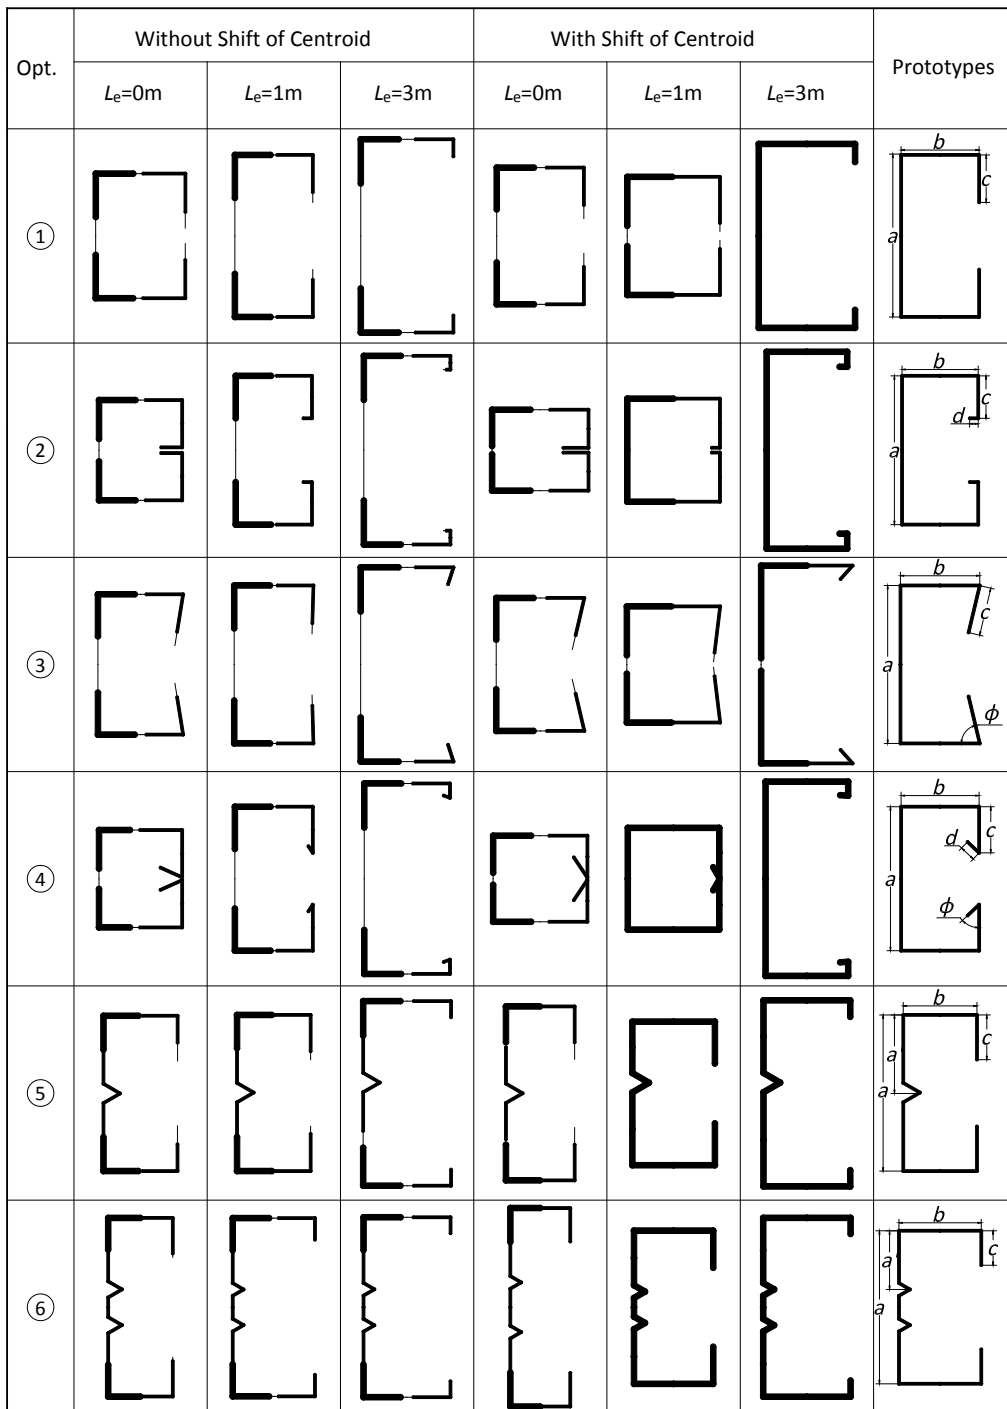 Opt.
Without Shift of Centroid
With Shift of Centroid
Prototypes
Le=0m
Le=1m
Le=3m
Le=0m
Le=1m
Le=3m
①
b
c
a
②
b
c
d
a
③
b
c
a
ϕ
④
b
c
d
a
ϕ
⑤
b
c
a
a
⑥
b
c
a
a